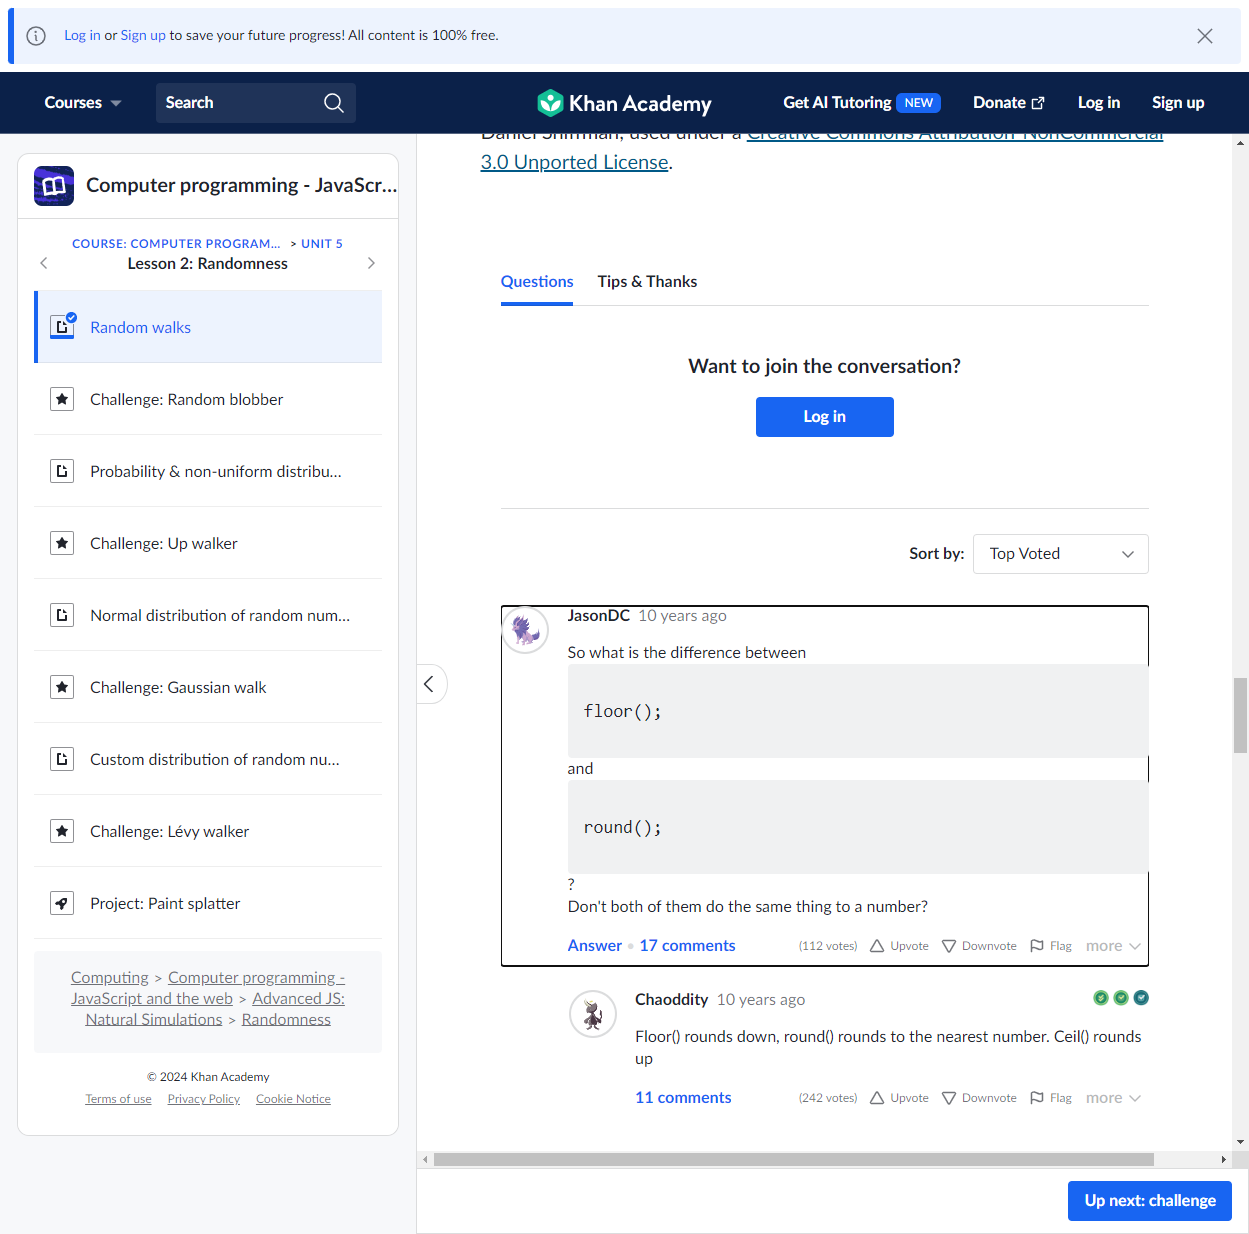 Log in or Sign up to save your future progress! All content is 100% free.
Courses
Search
Khan Academy
Get AI Tutoring NEW
Donate
Log in
Sign up
Daniel Shiffman, used under a Creative Commons Attribution-NonCommercial
3.0 Unported License.
Computer programming - JavaScr...
COURSE: COMPUTER PROGRAM... > UNIT 5
Lesson 2: Randomness
Random walks
Challenge: Random blobber
Probability & non-uniform distribu...
Challenge: Up walker
Normal distribution of random num...
Challenge: Gaussian walk
Custom distribution of random nu...
Challenge: Lévy walker
Project: Paint splatter
Computing > Computer programming -
JavaScript and the web > Advanced JS:
Natural Simulations > Randomness
© 2024 Khan Academy
Terms of use Privacy Policy Cookie Notice
Questions
Tips & Thanks
Want to join the conversation?
Log in
Sort by: Top Voted
JasonDC 10 years ago
So what is the difference between
floor();
and
round();
?
Don't both of them do the same thing to a number?
Answer • 17 comments (112 votes) Upvote Downvote Flag more
Chaoddity 10 years ago
Floor() rounds down, round() rounds to the nearest number. Ceil() rounds
up
11 comments (242 votes) Upvote Downvote Flag more
Up next: challenge